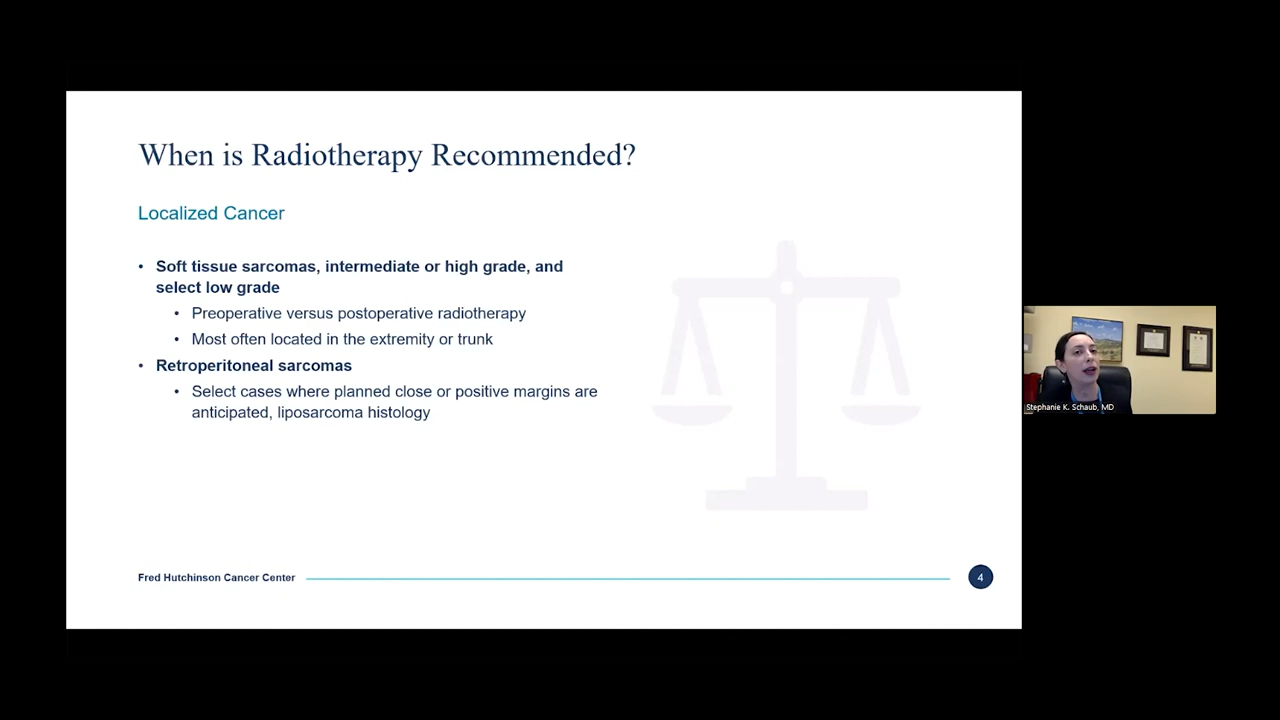 When is Radiotherapy Recommended?
Localized Cancer
• Soft tissue sarcomas, intermediate or high grade, and
select low grade
• Preoperative versus postoperative radiotherapy
• Most often located in the extremity or trunk
• Retroperitoneal sarcomas
• Select cases where planned close or positive margins are
anticipated, liposarcoma histology
Stephanie K. Schaub, MD
Fred Hutchinson Cancer Center
4